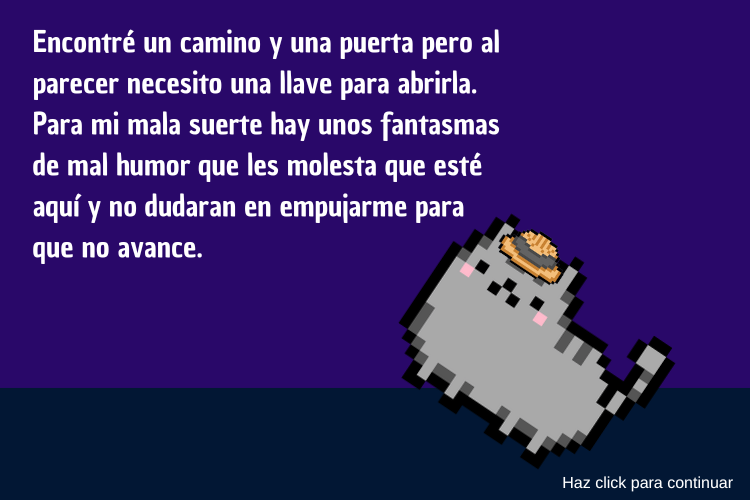 Encontré un camino y una puerta pero al
parecer necesito una llave para abrirla.
Para mi mala suerte hay unos fantasmas
de mal humor que les molesta que esté
aquí y no dudaran en empujarme para
que no avance.
Haz click para continuar